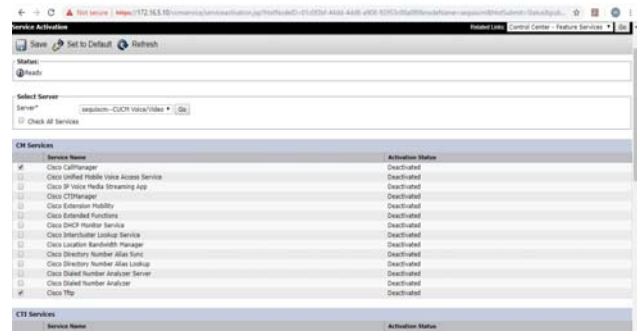 Not secure | https://172.16.5.10
Service Activation
Related Links: Control Center - Feature Services Go
Save Set to Default Refresh
Status:
Ready
Select Server
Server* --CUCM Voice/Video Go
Check All Services
CM Services
Service Name Activation Status
Cisco CallManager Deactivated
Cisco Unified Mobile Voice Access Service Deactivated
Cisco IP Voice Media Streaming App Deactivated
Cisco CTIManager Deactivated
Cisco Extension Mobility Deactivated
Cisco Extended Functions Deactivated
Cisco DHCP Monitor Service Deactivated
Cisco Intercluster Lookup Service Deactivated
Cisco Location Bandwidth Manager Deactivated
Cisco Directory Number Alias Sync Deactivated
Cisco Directory Number Alias Lookup Deactivated
Cisco Dialed Number Analyzer Server Deactivated
Cisco Dialed Number Analyzer Deactivated
Cisco Tftp Deactivated
CTI Services
Service Name Activation Status